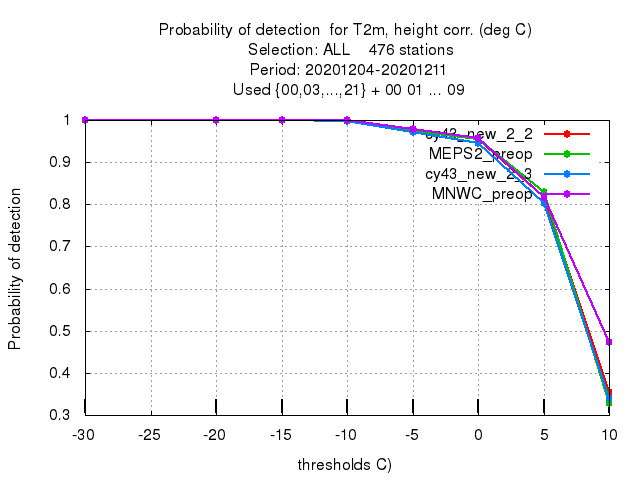 Probability of detection  for T2m, height corr. (deg C)
Selection: ALL    476 stations
Period: 20201204-20201211
Used {00,03,...,21} + 00 01 ... 09
Probability of detection
1
0.9
0.8
0.7
0.6
0.5
0.4
0.3
cy43_new_2_2
MEPS2_preop
cy43_new_2_3
MNWC_preop
-30 -25 -20 -15 -10 -5 0 5 10
thresholds C)